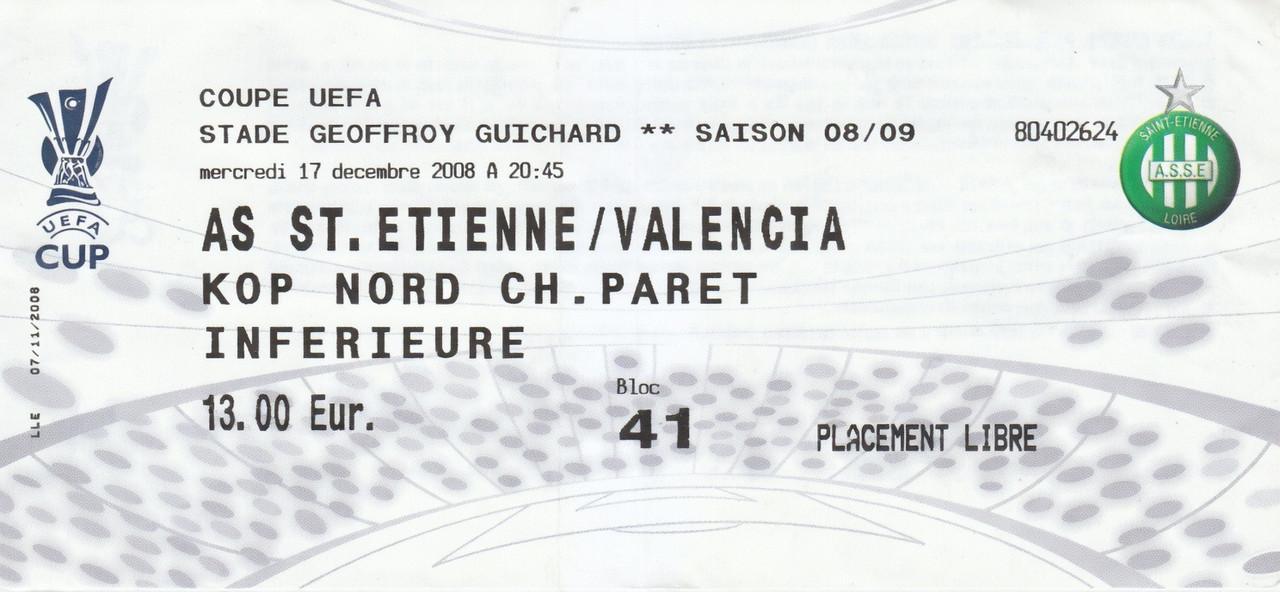 COUPE UEFA
STADE GEOFFROY GUICHARD ** SAISON 08/09
80402624
mercredi 17 decembre 2008 A 20:45
AS ST.ETIENNE/VALENCIA
KOP NORD CH.PARET
INFERIEURE
13.00 Eur.
Bloc
41
PLACEMENT LIBRE
UEFA
CUP
LLE 07/11/2008
SAINT-ETIENNE
A.S.S.E
LOIRE